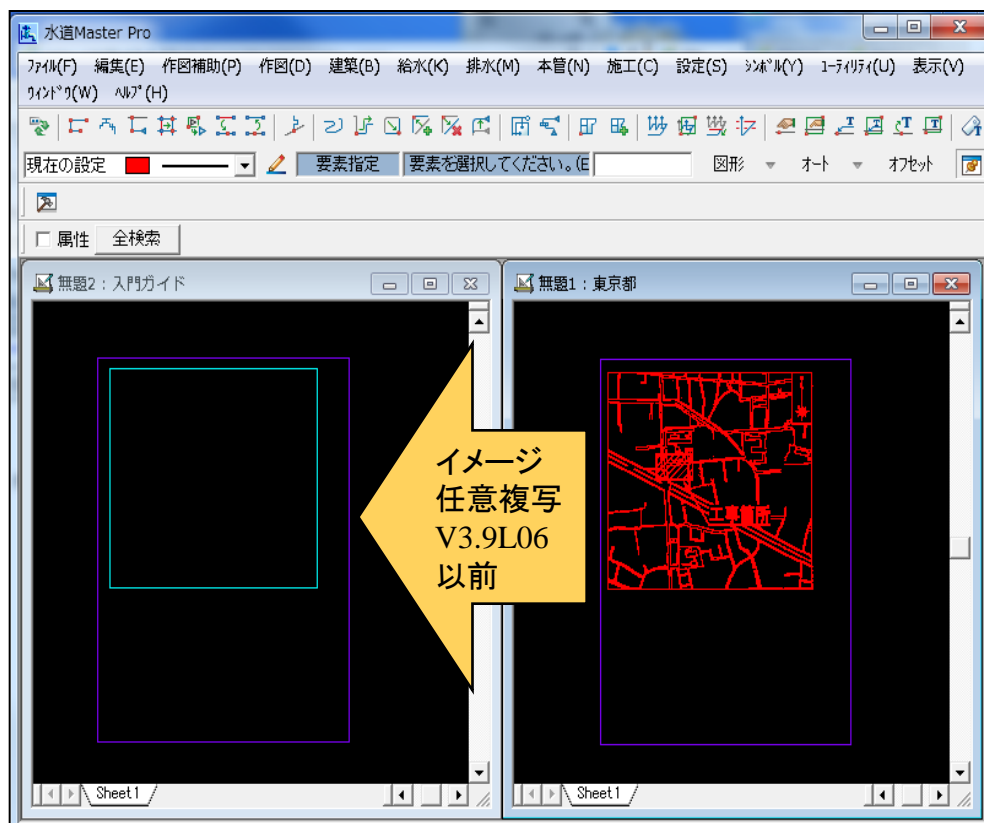 水道Master Pro
ﾌｧｲﾙ(F) 編集(E) 作図補助(P) 作図(D) 建築(B) 給水(K) 排水(M) 本管(N) 施工(C) 設定(S) ｼﾝﾎﾞﾙ(Y) ﾕｰﾃｨﾘﾃｨ(U) 表示(V)
ｳｨﾝﾄﾞｳ(W) ﾍﾙﾌﾟ(H)
現在の設定 要素指定 要素を選択してください。(E 図形 オート オフセット
属性 全検索
無題2：入門ガイド
無題1：東京都
イメージ
任意複写
V3.9L06
以前
工事箇所
Sheet1
Sheet1